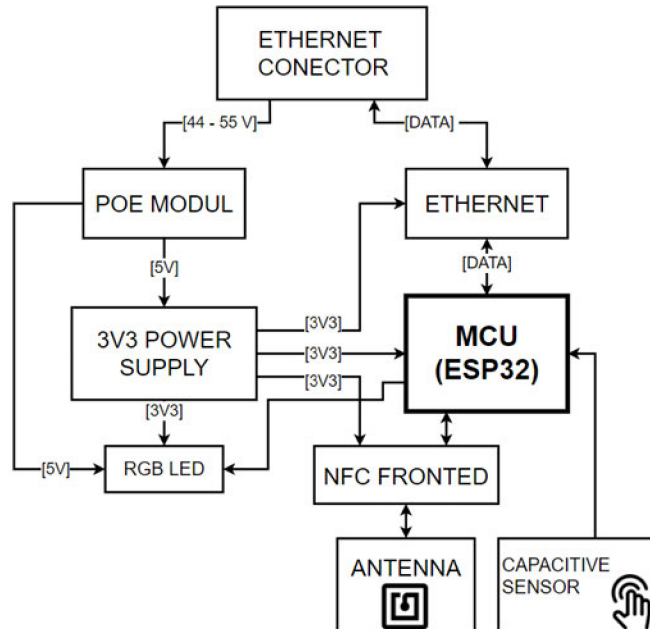 ETHERNET
CONECTOR
[44 - 55 V]
[DATA]
POE MODUL
ETHERNET
[5V]
[DATA]
3V3 POWER
SUPPLY
[3V3]
[3V3]
[3V3]
MCU
(ESP32)
[3V3]
[5V]
RGB LED
NFC FRONTED
ANTENNA
CAPACITIVE
SENSOR